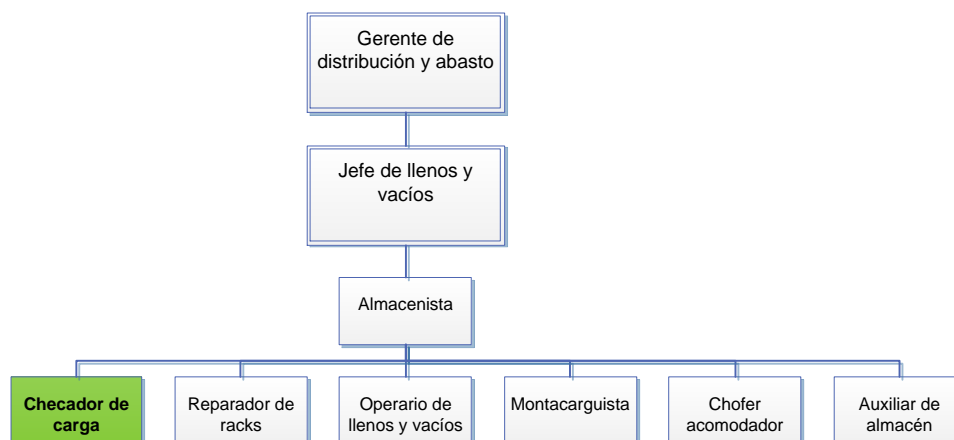 Gerente de
distribución y abasto
Jefe de llenos y
vacíos
Almacenista
Checador de
carga
Reparador de
racks
Operario de
llenos y vacíos
Montacarguista
Chofer
acomodador
Auxiliar de
almacén